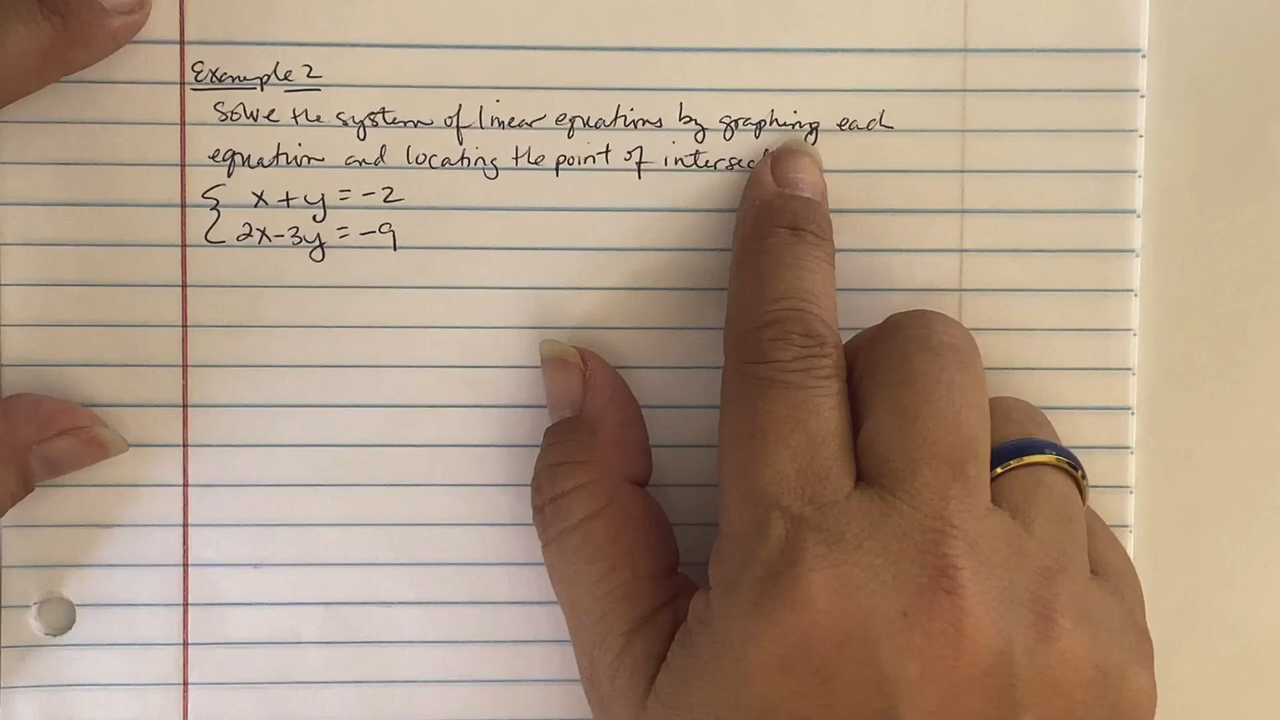 Example 2
Solve the system of linear equations by graphing each
equation and locating the point of intersec
x+y=-2
2x-3y=-9